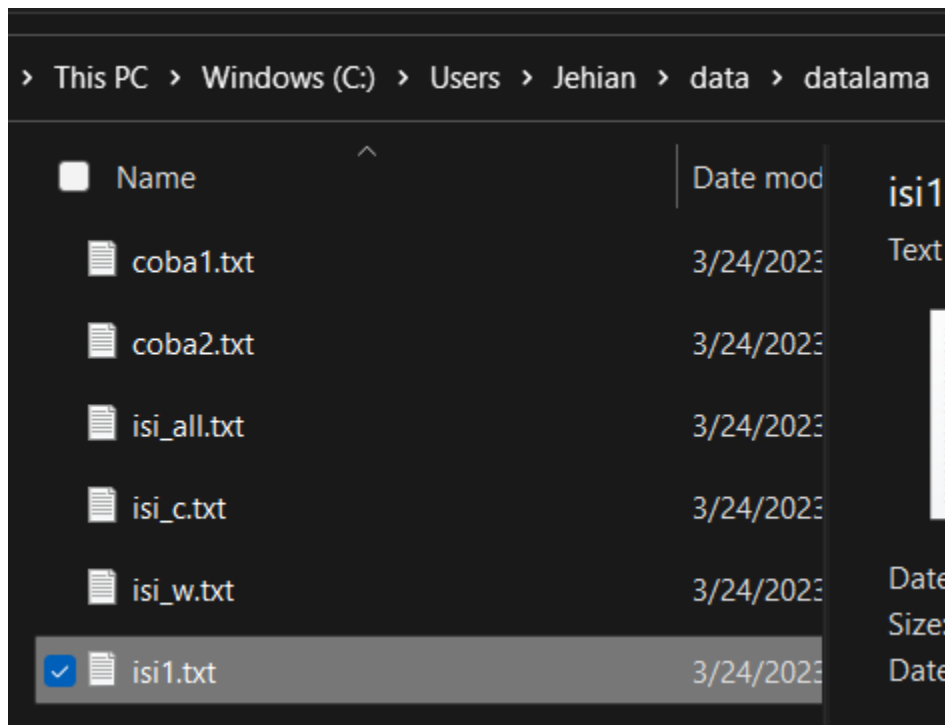 > This PC > Windows (C:) > Users > Jehian > data > datalama
Name Date mod
coba1.txt 3/24/2023
coba2.txt 3/24/2023
isi_all.txt 3/24/2023
isi_c.txt 3/24/2023
isi_w.txt 3/24/2023
isi1.txt 3/24/2023
isi1
Text
Date
Size:
Date